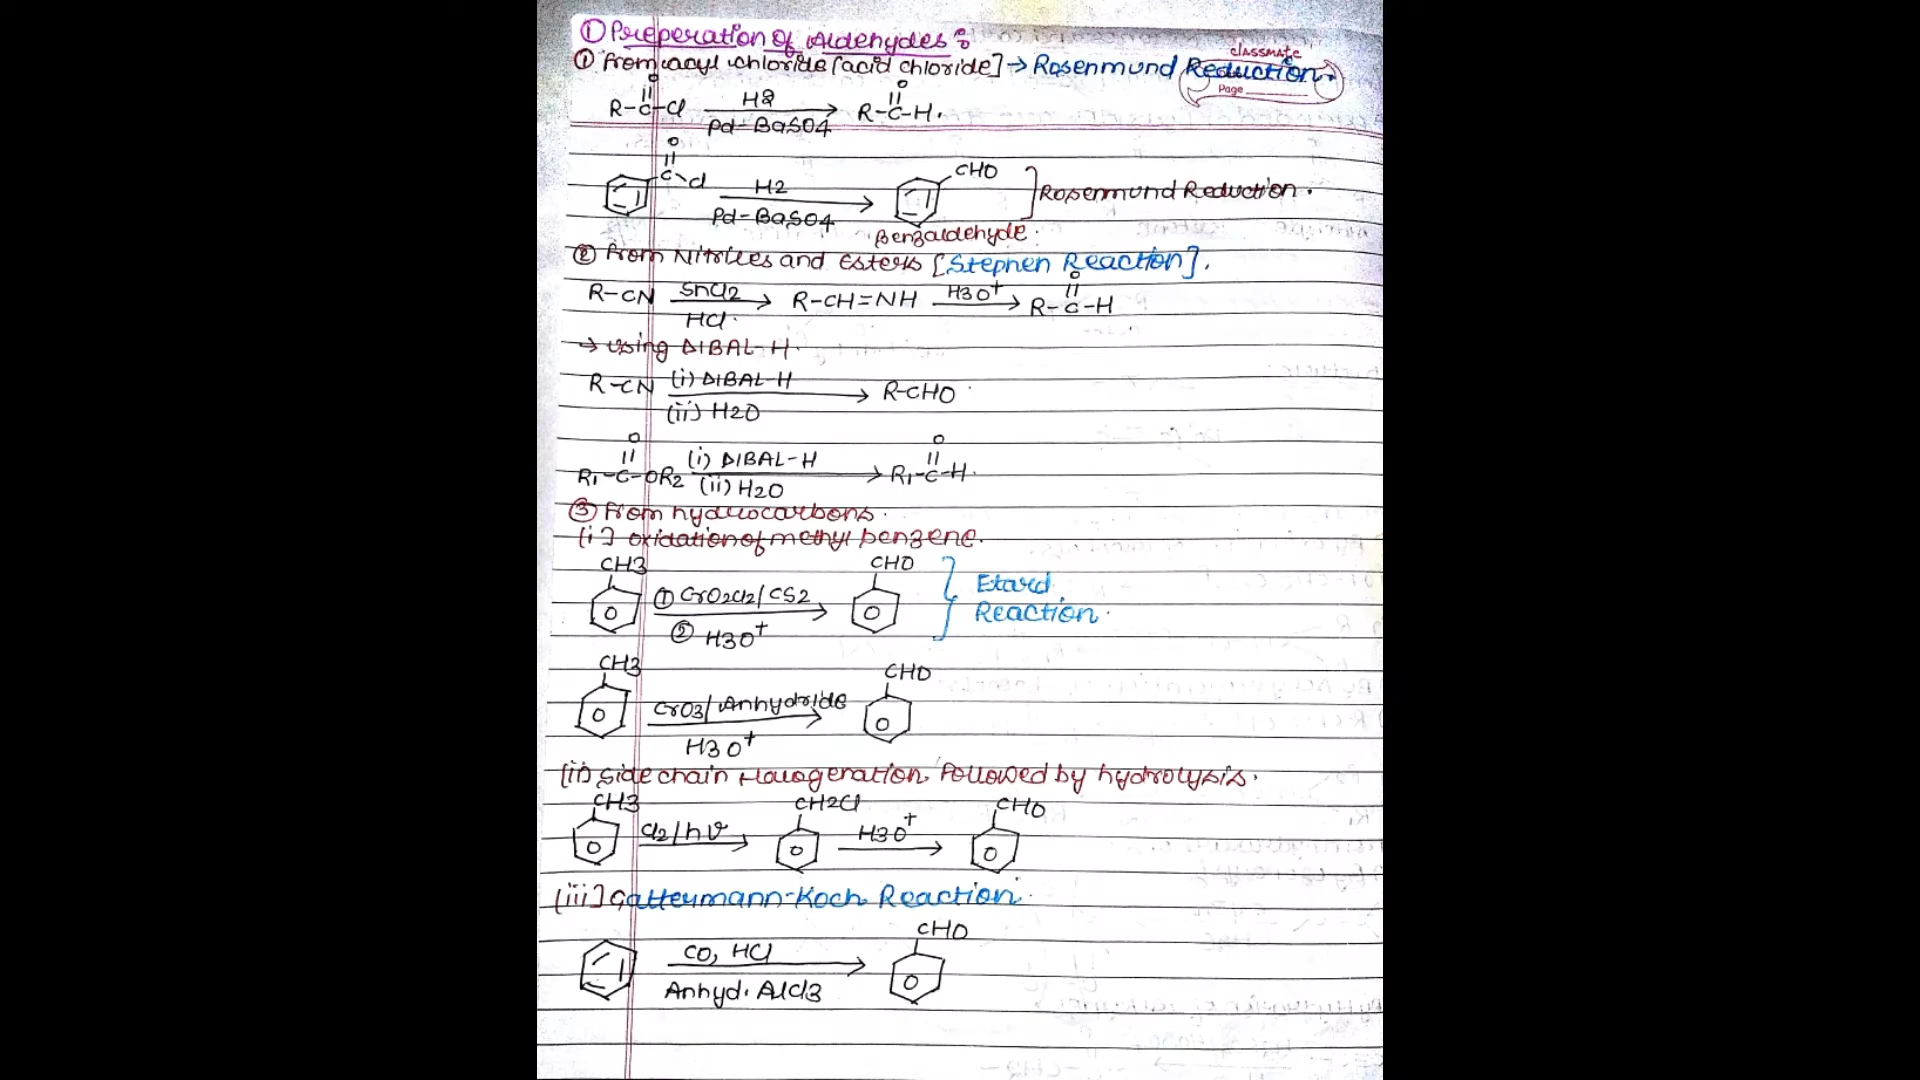 ① Preperation of Aldehydes :
classmate
① From acyl chloride [acid chloride] → Rosenmund Reduction.
Page
O O
R-C-Cl H2 R-C-H.
Pd-BaSO4
O
C-Cl H2 CHO Rosenmund Reduction.
Pd-BaSO4
Benzaldehyde.
② From Nitriles and Esters [Stephen Reaction].
R-CN SnCl2 R-CH=NH H3O+ R-C-H
O
HCl.
→ Using DIBAL-H.
R-CN (i) DIBAL-H R-CHO
(ii) H2O
O O
R1-C-OR2 (i) DIBAL-H R1-C-H.
(ii) H2O
③ From hydrocarbons.
(i) oxidation of methyl benzene.
CH3 CHO
① CrO2Cl2/CS2 Etard
② H3O+ Reaction.
CH3 CHO
CrO3/Anhydride
H3O+
(ii) side chain Halogenation Followed by hydrolysis.
CH3 CH2Cl CHO
Cl2/hν H3O+
(iii) Gattermann-Koch Reaction.
CHO
CO, HCl
Anhyd. AlCl3